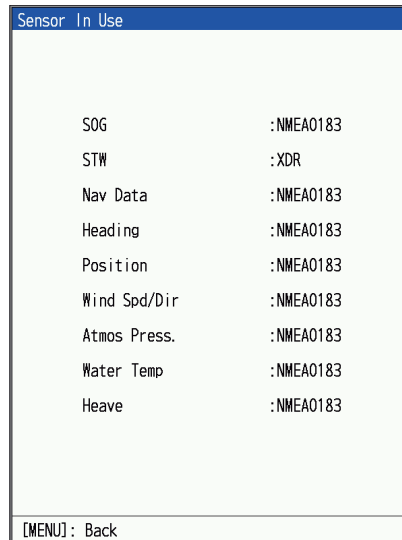 Sensor In Use
SOG :NMEA0183
STW :XDR
Nav Data :NMEA0183
Heading :NMEA0183
Position :NMEA0183
Wind Spd/Dir :NMEA0183
Atmos Press. :NMEA0183
Water Temp :NMEA0183
Heave :NMEA0183
[MENU]: Back